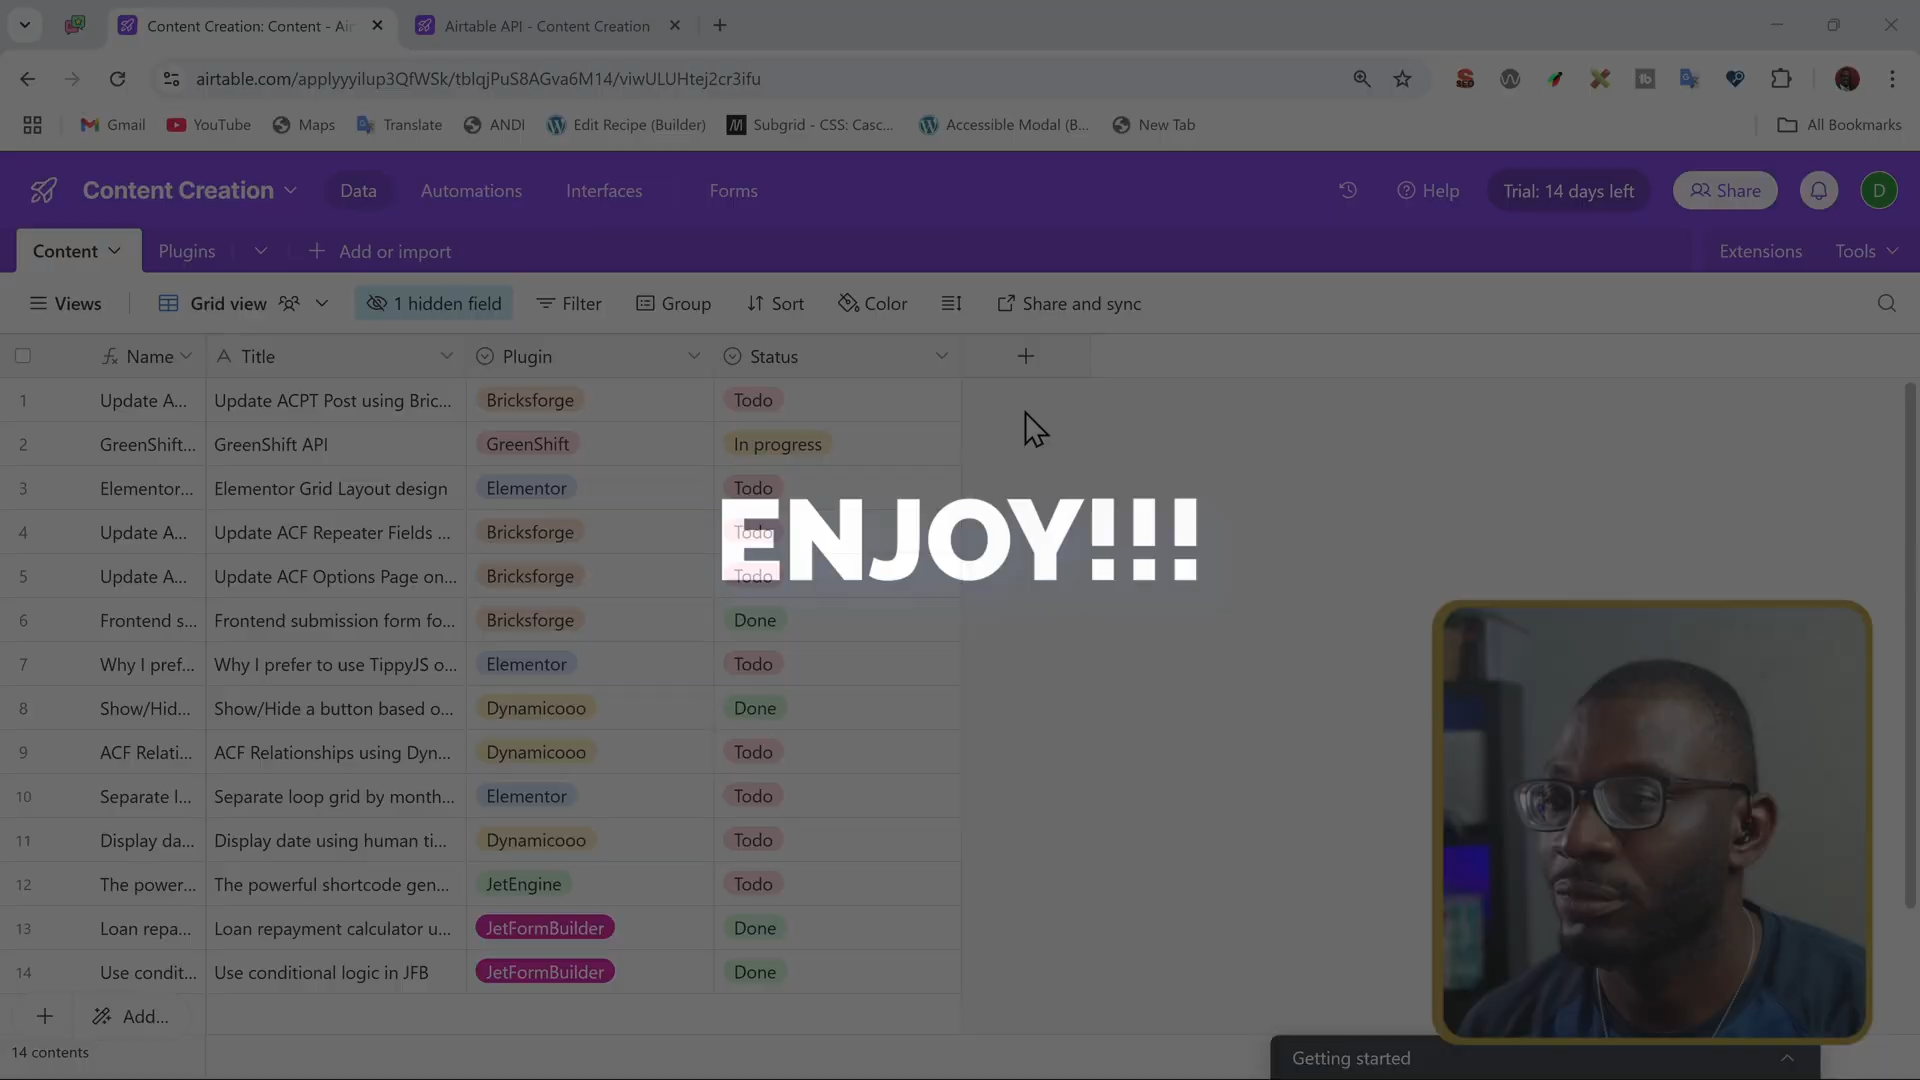 Content Creation: Content - Air
Airtable API - Content Creation
airtable.com/applyyyilup3QfWSk/tblqjPuS8AGva6M14/viwULUHtej2cr3ifu
Gmail YouTube Maps Translate ANDI Edit Recipe (Builder) Subgrid - CSS: Casc... Accessible Modal (B... New Tab All Bookmarks
Content Creation Data Automations Interfaces Forms Help Trial: 14 days left Share D
Content Plugins Add or import Extensions Tools
Views Grid view 1 hidden field Filter Group Sort Color Share and sync
Name Title Plugin Status
1 Update A... Update ACPT Post using Bric... Bricksforge Todo
2 GreenShift... GreenShift API GreenShift In progress
3 Elementor... Elementor Grid Layout design Elementor Todo
4 Update A... Update ACF Repeater Fields ... Bricksforge Todo
ENJOY!!!
5 Update A... Update ACF Options Page on... Bricksforge Todo
6 Frontend s... Frontend submission form fo... Bricksforge Done
7 Why I pref... Why I prefer to use TippyJS o... Elementor Todo
8 Show/Hid... Show/Hide a button based o... Dynamicooo Done
9 ACF Relati... ACF Relationships using Dyn... Dynamicooo Todo
10 Separate l... Separate loop grid by month... Elementor Todo
11 Display da... Display date using human ti... Dynamicooo Todo
12 The power... The powerful shortcode gen... JetEngine Todo
13 Loan repa... Loan repayment calculator u... JetFormBuilder Done
14 Use condit... Use conditional logic in JFB JetFormBuilder Done
Add...
14 contents
Getting started